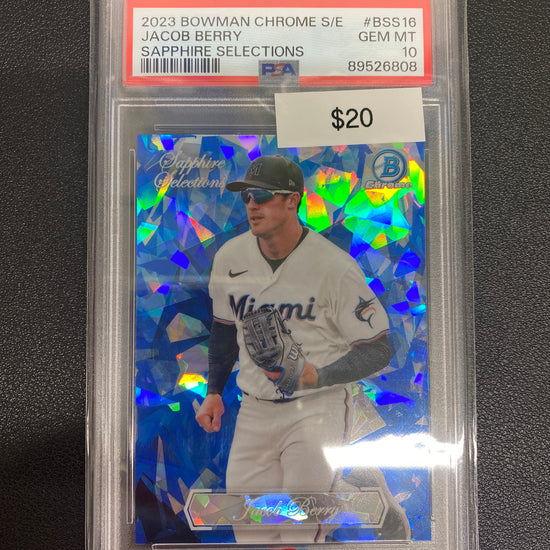 2023 BOWMAN CHROME S/E #BSS16
JACOB BERRY GEM MT
SAPPHIRE SELECTIONS 10
PSA 89526808
$20
Sapphire
Selections
B
Chrome
M
Miami
W
Jacob Berry